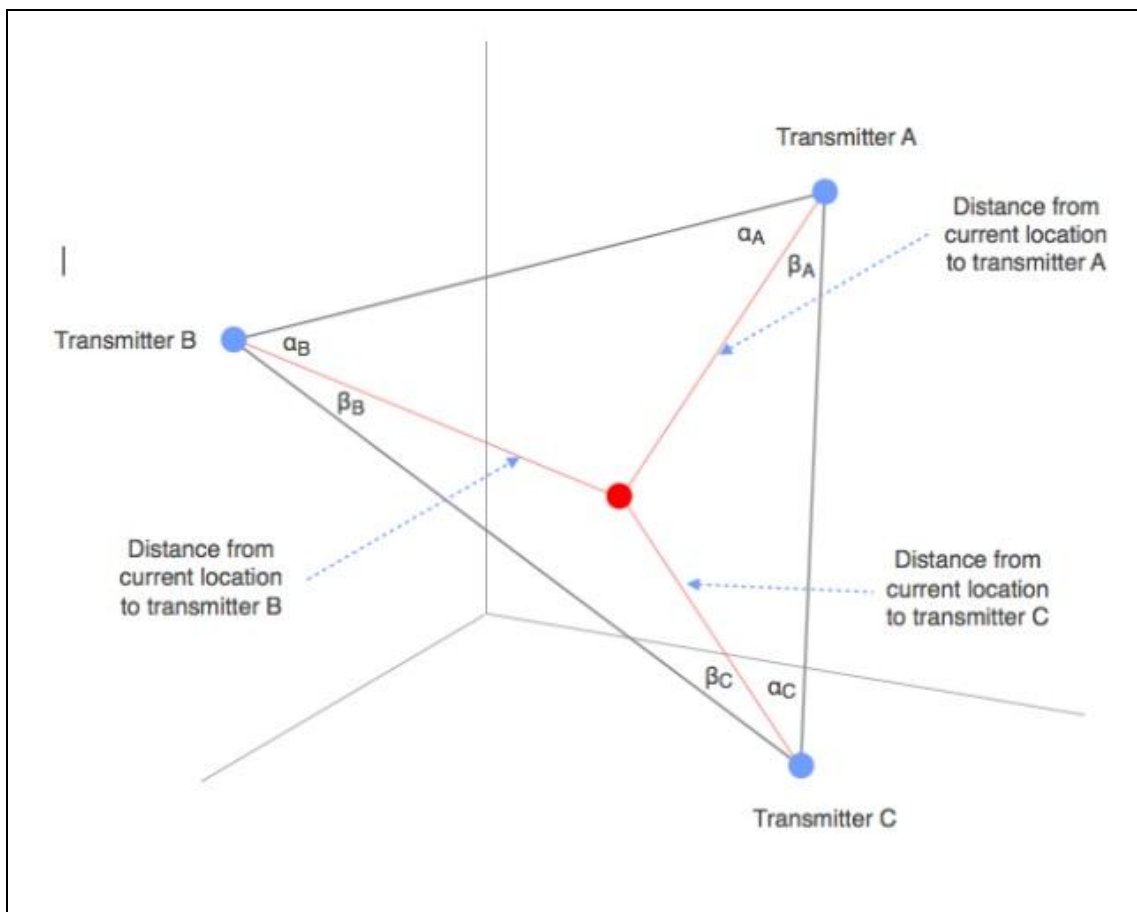 Transmitter A
Distance from
current location
to transmitter A
αA
βA
|
Transmitter B
αB
βB
Distance from
current location
to transmitter B
Distance from
current location
to transmitter C
βC
αC
Transmitter C